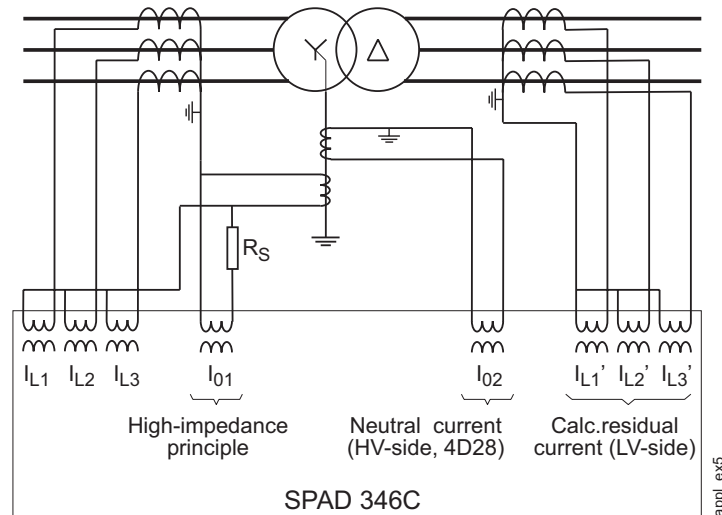 Y Δ
R_S
I_L1 I_L2 I_L3 I_01 I_02 I_L1’ I_L2’ I_L3’
High-impedance
principle
Neutral current
(HV-side, 4D28)
Calc.residual
current (LV-side)
SPAD 346C
appl_ex5